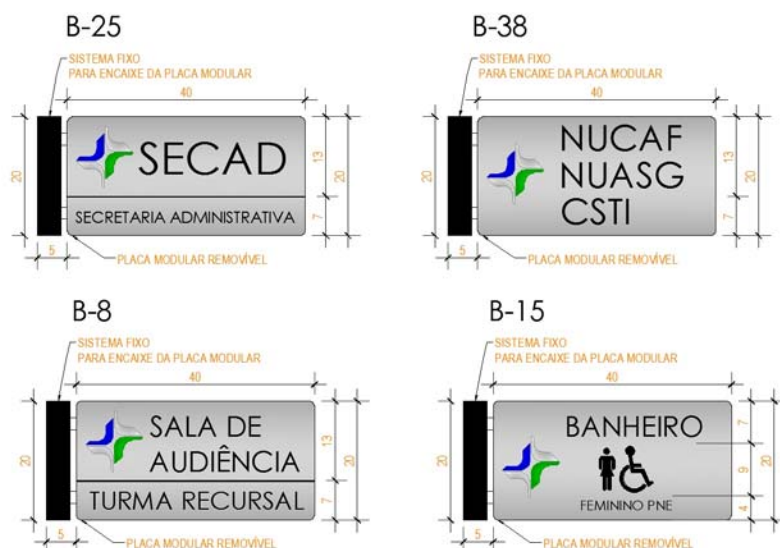 B-25
SISTEMA FIXO
PARA ENCAIXE DA PLACA MODULAR
40
20
SECAD
SECRETARIA ADMINISTRATIVA
13
7
20
5
PLACA MODULAR REMOVÍVEL
B-38
SISTEMA FIXO
PARA ENCAIXE DA PLACA MODULAR
40
20
NUCAF
NUASG
CSTI
13
7
20
5
PLACA MODULAR REMOVÍVEL
B-8
SISTEMA FIXO
PARA ENCAIXE DA PLACA MODULAR
40
20
SALA DE
AUDIÊNCIA
TURMA RECURSAL
13
7
20
5
PLACA MODULAR REMOVÍVEL
B-15
SISTEMA FIXO
PARA ENCAIXE DA PLACA MODULAR
40
20
BANHEIRO
FEMININO PNE
7
9
4
20
5
PLACA MODULAR REMOVÍVEL